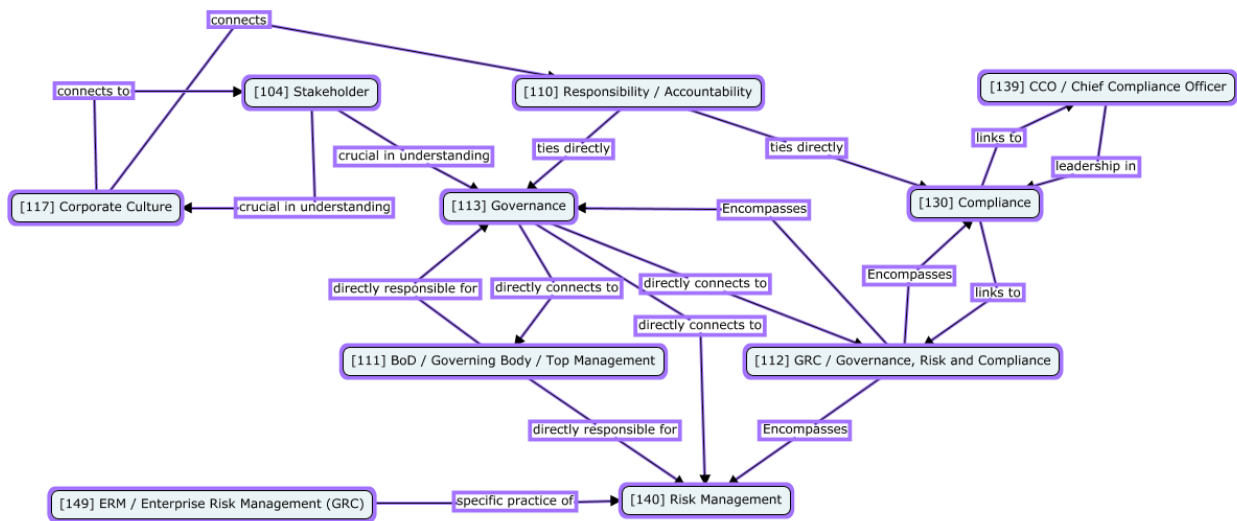 connects
connects to
[104] Stakeholder
[110] Responsibility / Accountability
[139] CCO / Chief Compliance Officer
crucial in understanding
ties directly
ties directly
links to
leadership in
[117] Corporate Culture
crucial in understanding
[113] Governance
Encompasses
[130] Compliance
directly responsible for
directly connects to
directly connects to
Encompasses
links to
directly connects to
[111] BoD / Governing Body / Top Management
[112] GRC / Governance, Risk and Compliance
directly responsible for
Encompasses
[149] ERM / Enterprise Risk Management (GRC)
specific practice of
[140] Risk Management